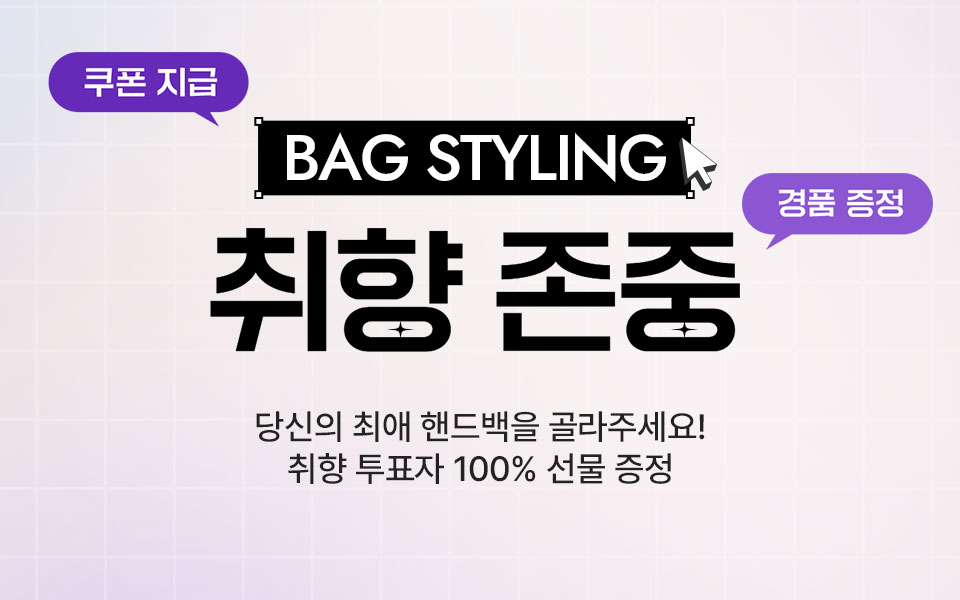 쿠폰 지급
BAG STYLING
경품 증정
취향 존중
당신의 최애 핸드백을 골라주세요!
취향 투표자 100% 선물 증정